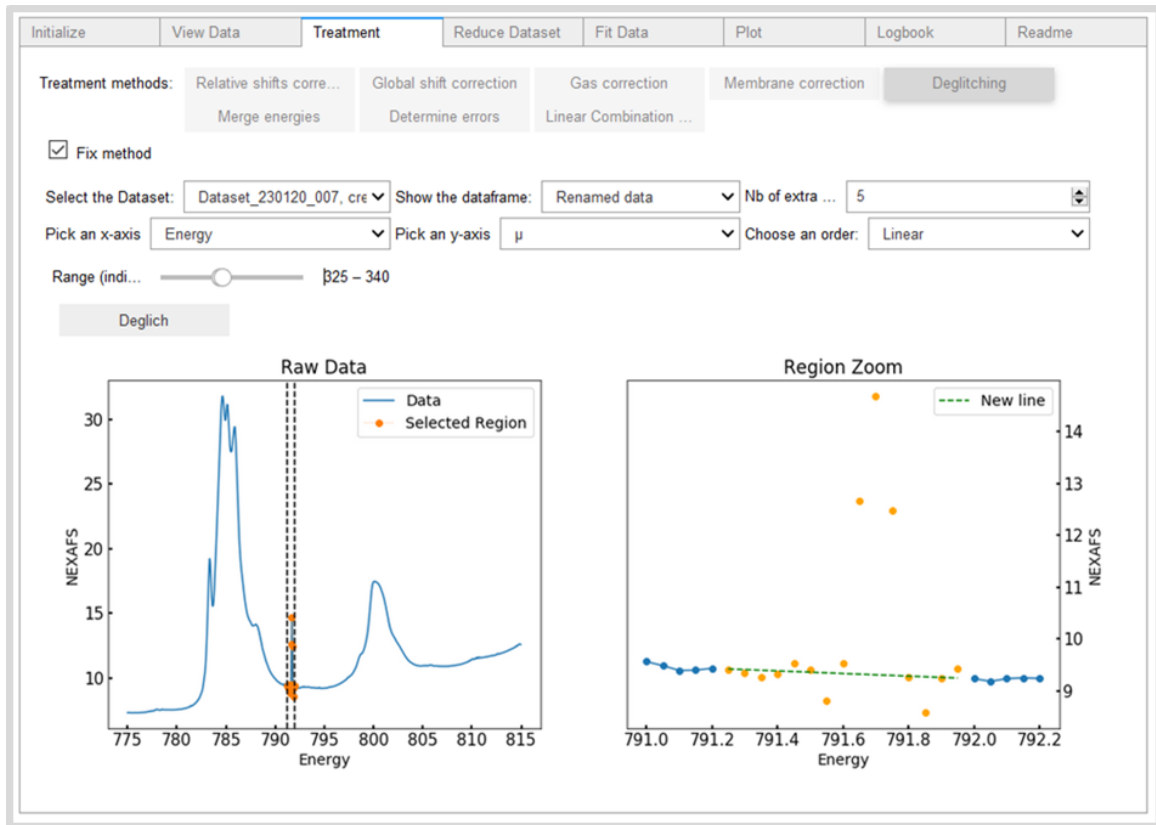 Initialize View Data Treatment Reduce Dataset Fit Data Plot Logbook Readme
Treatment methods: Relative shifts corre... Global shift correction Gas correction Membrane correction Deglitching
Merge energies Determine errors Linear Combination ...
Fix method
Select the Dataset: Dataset_230120_007, cre Show the dataframe: Renamed data Nb of extra ... 5
Pick an x-axis Energy Pick an y-axis μ Choose an order: Linear
Range (indi... 325 – 340
Deglich
Raw Data
Data
Selected Region
30
25
20
15
10
NEXAFS
775 780 785 790 795 800 805 810 815
Energy
Region Zoom
New line
14
13
12
11
10
9
NEXAFS
791.0 791.2 791.4 791.6 791.8 792.0 792.2
Energy